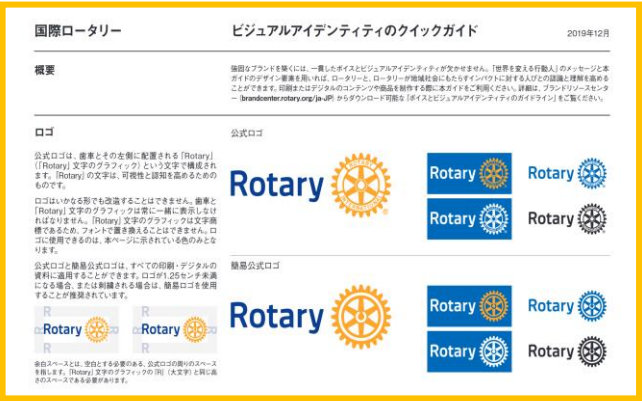 国際ロータリー
ビジュアルアイデンティティのクイックガイド
2019年12月
概要
強固なブランドを築くには、一貫したボイスとビジュアルアイデンティティが欠かせません。「世界を変える行動人」のメッセージと本
ガイドのデザイン要素を用いれば、ロータリーと、ロータリーが地域社会にもたらすインパクトに対する人びとの認識と理解を高める
ことができます。印刷またはデジタルのコンテンツや商品を制作する際に本ガイドをご利用ください。詳細は、ブランドリソースセンタ
ー（brandcenter.rotary.org/ja-JP）からダウンロード可能な「ボイスとビジュアルアイデンティティのガイドライン」をご覧ください。
ロゴ
公式ロゴは、歯車とその左側に配置される「Rotary」
（「Rotary」文字のグラフィック）という文字で構成され
ます。「Rotary」の文字は、可視性と認知を高めるための
ものです。
ロゴはいかなる形でも改造することはできません。歯車と
「Rotary」文字のグラフィックは常に一緒に表示しなけ
ればなりません。「Rotary」文字のグラフィックは文字商
標であるため、フォントで置き換えることはできません。ロ
ゴに使用できるのは、本ページに示されている色のみとな
ります。
公式ロゴと簡易公式ロゴは、すべての印刷・デジタルの
資料に適用することができます。ロゴが1.25センチ未満
になる場合、または刺繍される場合は、簡易ロゴを使用
することが推奨されています。
R R
R Rotary R R Rotary R
R R
余白スペースとは、空白とする必要のある、公式ロゴの周りのスペース
を指します。「Rotary」文字のグラフィックの「R」（大文字）と同じ高
さのスペースである必要があります。
公式ロゴ
Rotary
ROTARY
INTERNATIONAL
Rotary
Rotary
Rotary
Rotary
簡易公式ロゴ
Rotary
Rotary
Rotary
Rotary
Rotary